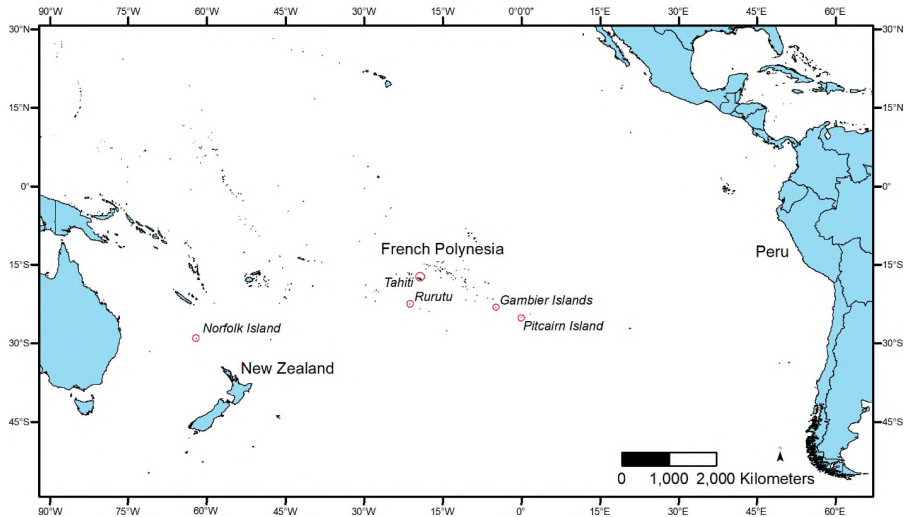 90°W 75°W 60°W 45°W 30°W 15°W 0°0'0" 15°E 30°E 45°E 60°E
30°N 30°N
15°N 15°N
0° 0°
French Polynesia
Peru
15°S 15°S
Tahiti
Rurutu
Gambier Islands
Pitcairn Island
Norfolk Island
30°S 30°S
New Zealand
45°S 45°S
0 1,000 2,000 Kilometers
90°W 75°W 60°W 45°W 30°W 15°W 0°0'0" 15°E 30°E 45°E 60°E